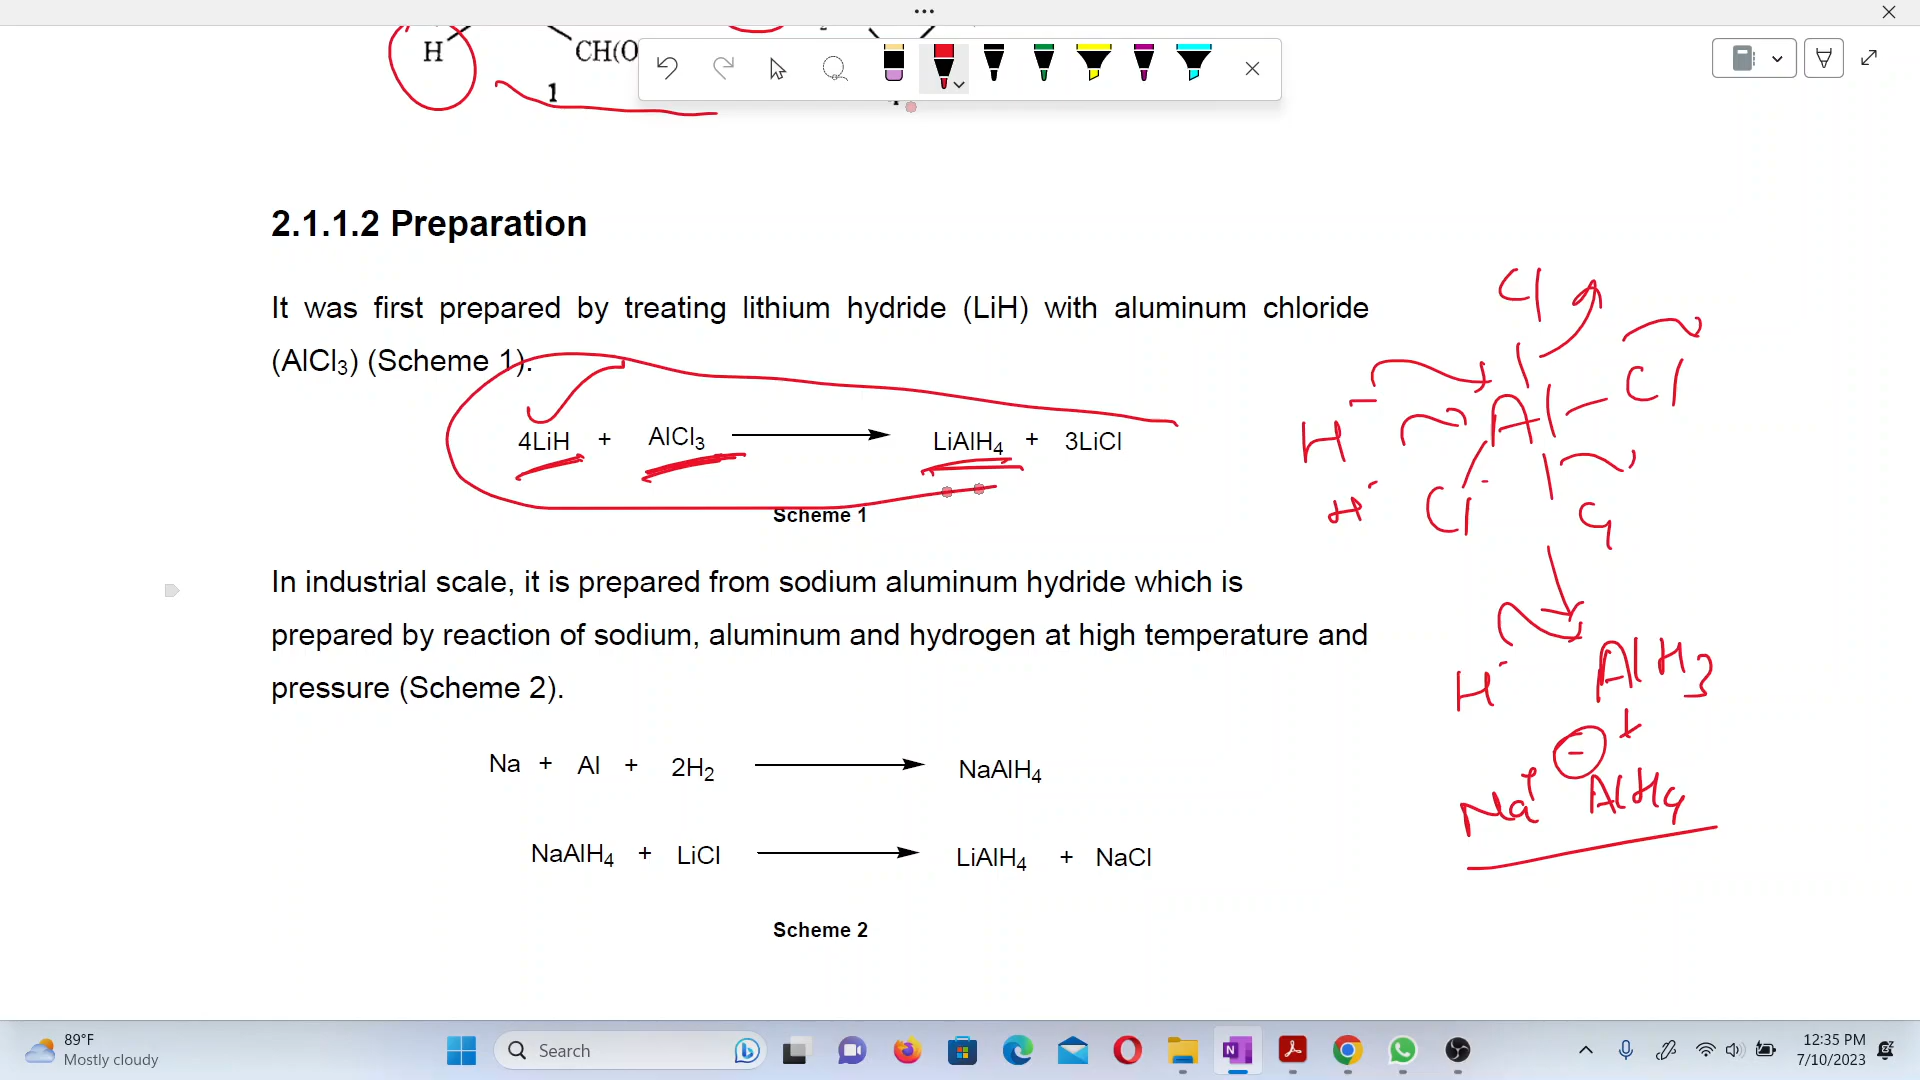 H
CH(O
1
2.1.1.2 Preparation
It was first prepared by treating lithium hydride (LiH) with aluminum chloride
(AlCl₃) (Scheme 1).
4LiH + AlCl₃ LiAlH₄ + 3LiCl
Scheme 1
In industrial scale, it is prepared from sodium aluminum hydride which is
prepared by reaction of sodium, aluminum and hydrogen at high temperature and
pressure (Scheme 2).
Na + Al + 2H₂ NaAlH₄
NaAlH₄ + LiCl LiAlH₄ + NaCl
Scheme 2
Cl
Cl
H⁻ Al
H⁻ Cl⁻
H⁻ AlH₃
Na⁺ AlH₄
89°F
Mostly cloudy
Search
12:35 PM
7/10/2023